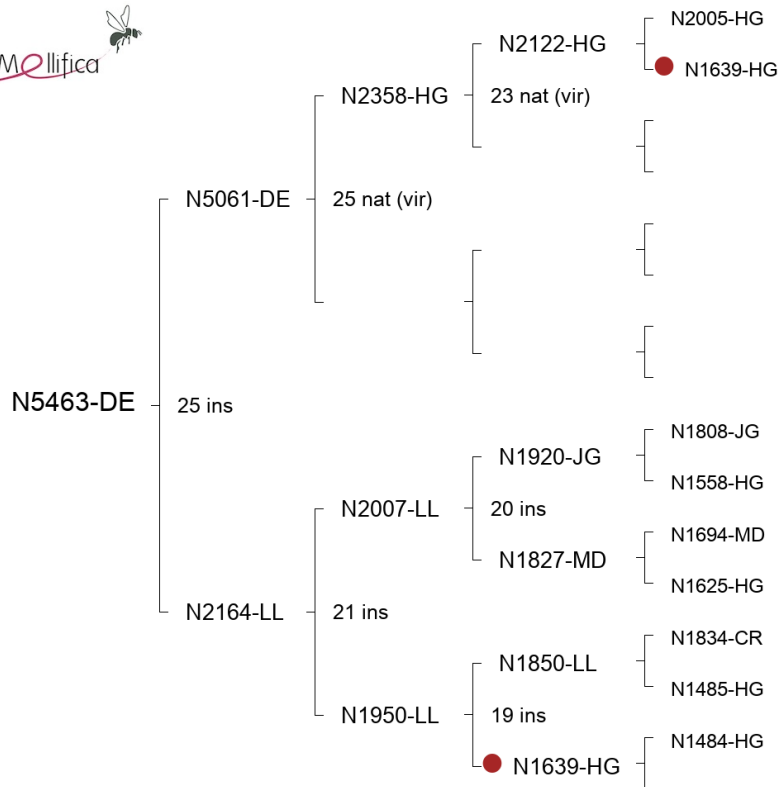 Mellifica
N2005-HG
N2122-HG
N1639-HG
N2358-HG
23 nat (vir)
N5061-DE
25 nat (vir)
N5463-DE
25 ins
N1808-JG
N1920-JG
N1558-HG
N2007-LL
20 ins
N1694-MD
N1827-MD
N1625-HG
N2164-LL
21 ins
N1834-CR
N1850-LL
N1485-HG
N1950-LL
19 ins
N1484-HG
N1639-HG